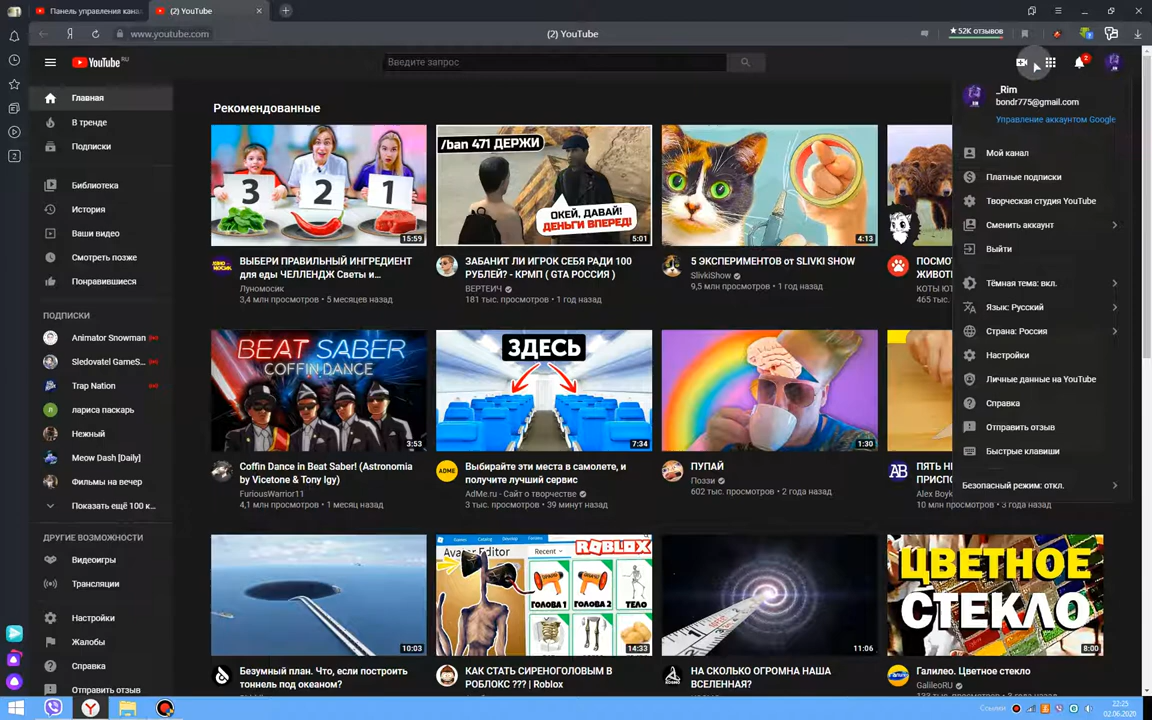 Панель управления кана
(2) YouTube
www.youtube.com
(2) YouTube
★ 52K отзывов
YouTube RU
Введите запрос
2
Главная
В тренде
Подписки
Библиотека
История
Ваши видео
Смотреть позже
Понравившиеся
ПОДПИСКИ
Animator Snowman
Sledovatel GameS...
Trap Nation
лариса паскарь
Нежный
Meow Dash [Daily]
Фильмы на вечер
Показать ещё 100 к...
ДРУГИЕ ВОЗМОЖНОСТИ
Видеоигры
Трансляции
Настройки
Жалобы
Справка
Отправить отзыв
Рекомендованные
3 2 1
15:59
ВЫБЕРИ ПРАВИЛЬНЫЙ ИНГРЕДИЕНТ
для еды ЧЕЛЛЕНДЖ Светы и...
Луномосик
3,4 млн просмотров • 5 месяцев назад
/ban 471 ДЕРЖИ
ОКЕЙ, ДАВАЙ!
ДЕНЬГИ ВПЕРЕД!
5:01
ЗАБАНИТ ЛИ ИГРОК СЕБЯ РАДИ 100
РУБЛЕЙ? - КРМП ( GTA РОССИЯ )
ВЕРТЕИЧ
181 тыс. просмотров • 1 год назад
4:13
5 ЭКСПЕРИМЕНТОВ от SLIVKI SHOW
SlivkiShow
9,5 млн просмотров • 1 год назад
ПОСМО
ЖИВОТ
КОТЫ ЮТ
465 тыс.
BEAT SABER
COFFIN DANCE
3:53
Coffin Dance in Beat Saber! (Astronomia
by Vicetone & Tony Igy)
FuriousWarrior11
4,1 млн просмотров • 1 месяц назад
ЗДЕСЬ
7:34
ADME
Выбирайте эти места в самолете, и
получите лучший сервис
AdMe.ru - Сайт о творчестве
3 тыс. просмотров • 39 минут назад
1:30
ПУПАЙ
Поззи
602 тыс. просмотров • 2 года назад
AB
ПЯТЬ Н
ПРИСПО
Alex Boyk
10 млн просмотров • 3 года назад
10:03
Безумный план. Что, если построить
тоннель под океаном?
Avatar Editor
Recent
ROBLOX
ГОЛОВА 1
ГОЛОВА 2
ТЕЛО
14:33
КАК СТАТЬ СИРЕНОГОЛОВЫМ В
РОБЛОКС ??? | Roblox
11:06
НА СКОЛЬКО ОГРОМНА НАША
ВСЕЛЕННАЯ?
ЦВЕТНОЕ
СТЕКЛО
8:00
Галилео. Цветное стекло
GalileoRU
_Rim
bondr775@gmail.com
Управление аккаунтом Google
Мой канал
Платные подписки
Творческая студия YouTube
Сменить аккаунт
Выйти
Тёмная тема: вкл.
Язык: Русский
Страна: Россия
Настройки
Личные данные на YouTube
Справка
Отправить отзыв
Быстрые клавиши
Безопасный режим: откл.
Ссылки
22:25
02.06.2020